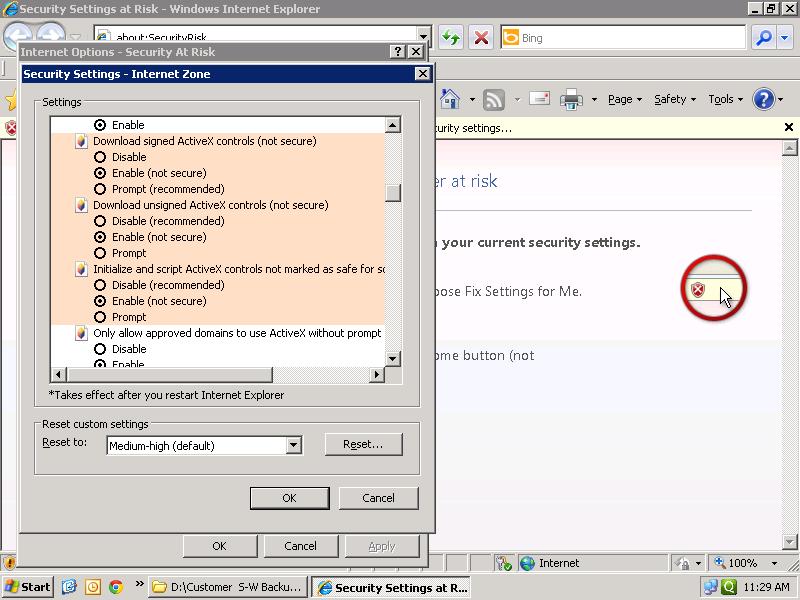 Security Settings at Risk - Windows Internet Explorer
about:SecurityRisk
Bing
Page
Safety
Tools
Internet Options - Security At Risk
Security Settings - Internet Zone
Settings
Enable
Download signed ActiveX controls (not secure)
Disable
Enable (not secure)
Prompt (recommended)
Download unsigned ActiveX controls (not secure)
Disable (recommended)
Enable (not secure)
Prompt
Initialize and script ActiveX controls not marked as safe for sc
Disable (recommended)
Enable (not secure)
Prompt
Only allow approved domains to use ActiveX without prompt
Disable
Enable
*Takes effect after you restart Internet Explorer
Reset custom settings
Reset to:
Medium-high (default)
Reset...
OK
Cancel
OK
Cancel
Apply
curity settings...
er at risk
your current security settings.
oose Fix Settings for Me.
ome button (not
Internet
100%
Start
D:\Customer S-W Backu...
Security Settings at R...
11:29 AM